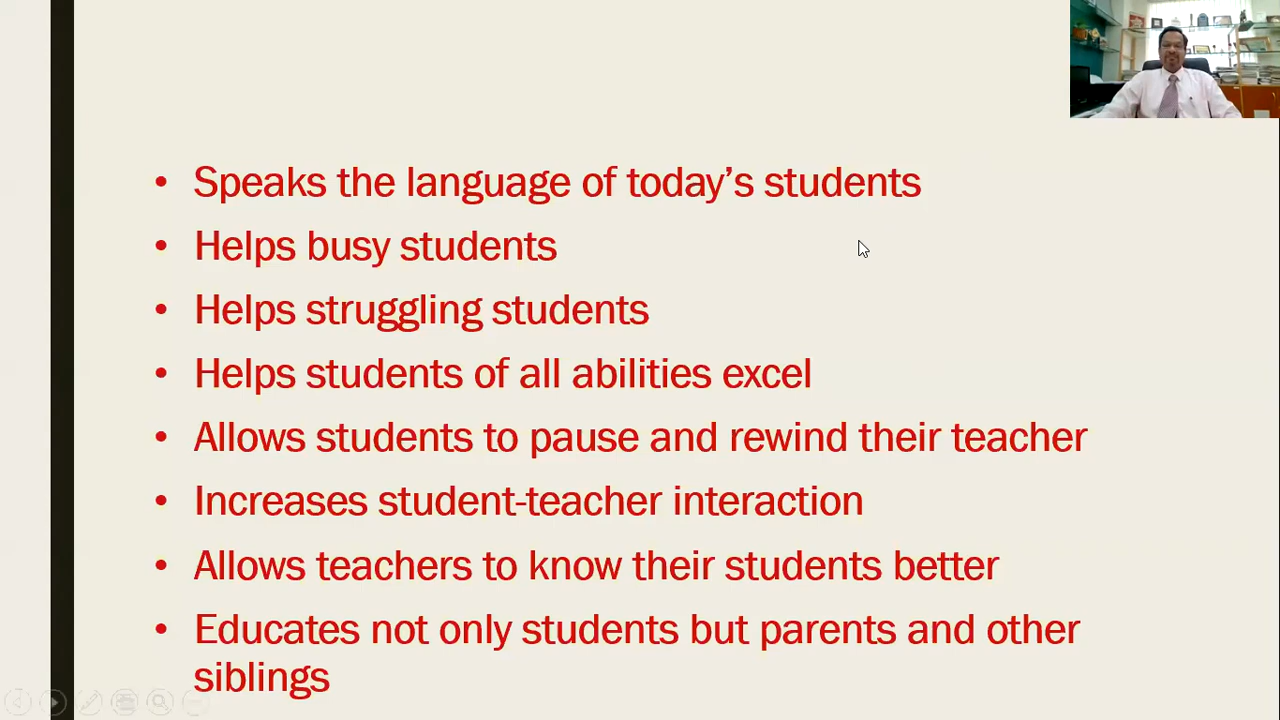 • Speaks the language of today’s students
• Helps busy students
• Helps struggling students
• Helps students of all abilities excel
• Allows students to pause and rewind their teacher
• Increases student-teacher interaction
• Allows teachers to know their students better
• Educates not only students but parents and other
siblings